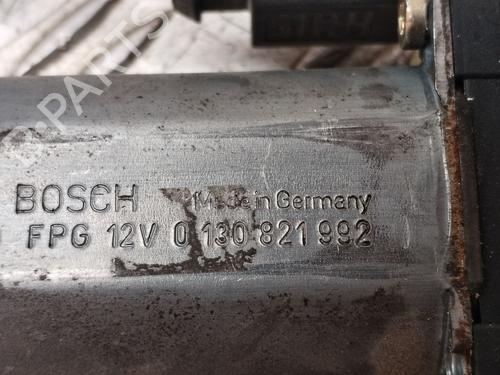 BOSCH Made in Germany
FPG 12V 0 130 821 992
B-PARTS